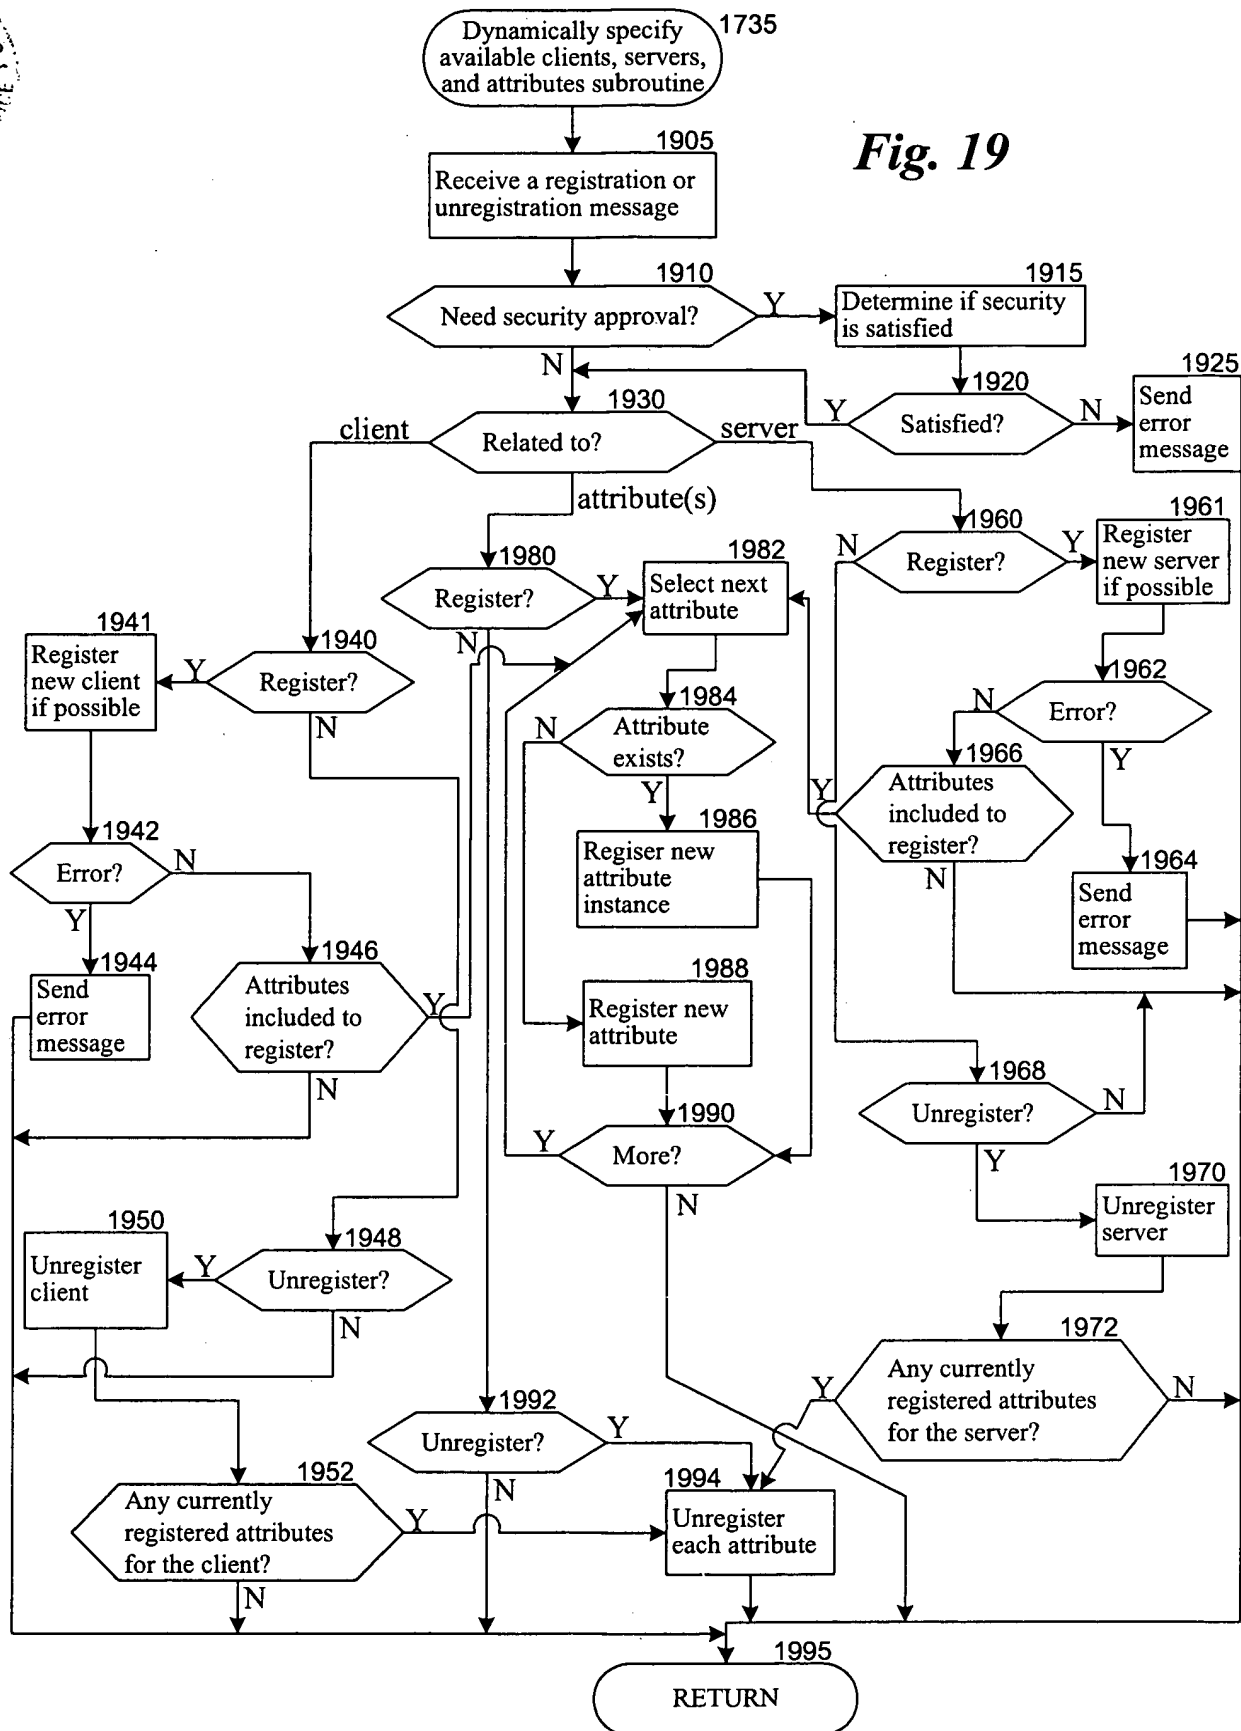 Dynamically specify
available clients, servers,
and attributes subroutine
1735
Fig. 19
1905
Receive a registration or
unregistration message
1910
Need security approval?
Y
N
1915
Determine if security
is satisfied
1920
Satisfied?
Y
N
1925
Send
error
message
1930
Related to?
client
server
attribute(s)
1960
Register?
N
Y
1961
Register
new server
if possible
1980
Register?
Y
N
1982
Select next
attribute
1941
Register
new client
if possible
1940
Register?
Y
N
1962
Error?
N
Y
1984
Attribute
exists?
N
Y
1966
Attributes
included to
register?
Y
N
1986
Regiser new
attribute
instance
1942
Error?
N
Y
1964
Send
error
message
1944
Send
error
message
1946
Attributes
included to
register?
Y
N
1988
Register new
attribute
1968
Unregister?
N
Y
1990
More?
Y
N
1970
Unregister
server
1950
Unregister
client
1948
Unregister?
Y
N
1972
Any currently
registered attributes
for the server?
Y
N
1992
Unregister?
Y
N
1952
Any currently
registered attributes
for the client?
Y
N
1994
Unregister
each attribute
1995
RETURN